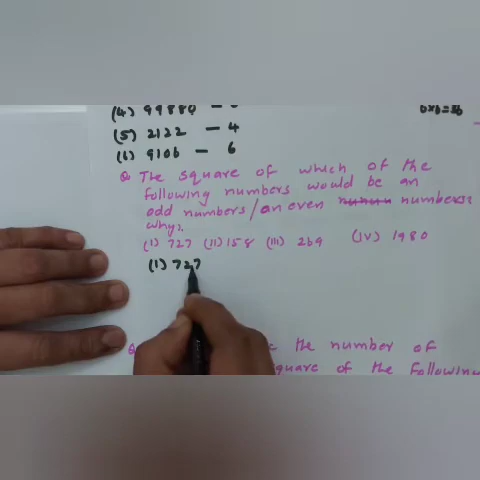 (4) 99880 –
0x6=36
(5) 2122 – 4
(6) 9106 – 6
Q The square of which of the
following numbers would be an
odd numbers/an even numbers?
why?.
(I) 727 (II) 158 (III) 269 (IV) 1980
(I) 727
the number of
quare of the following